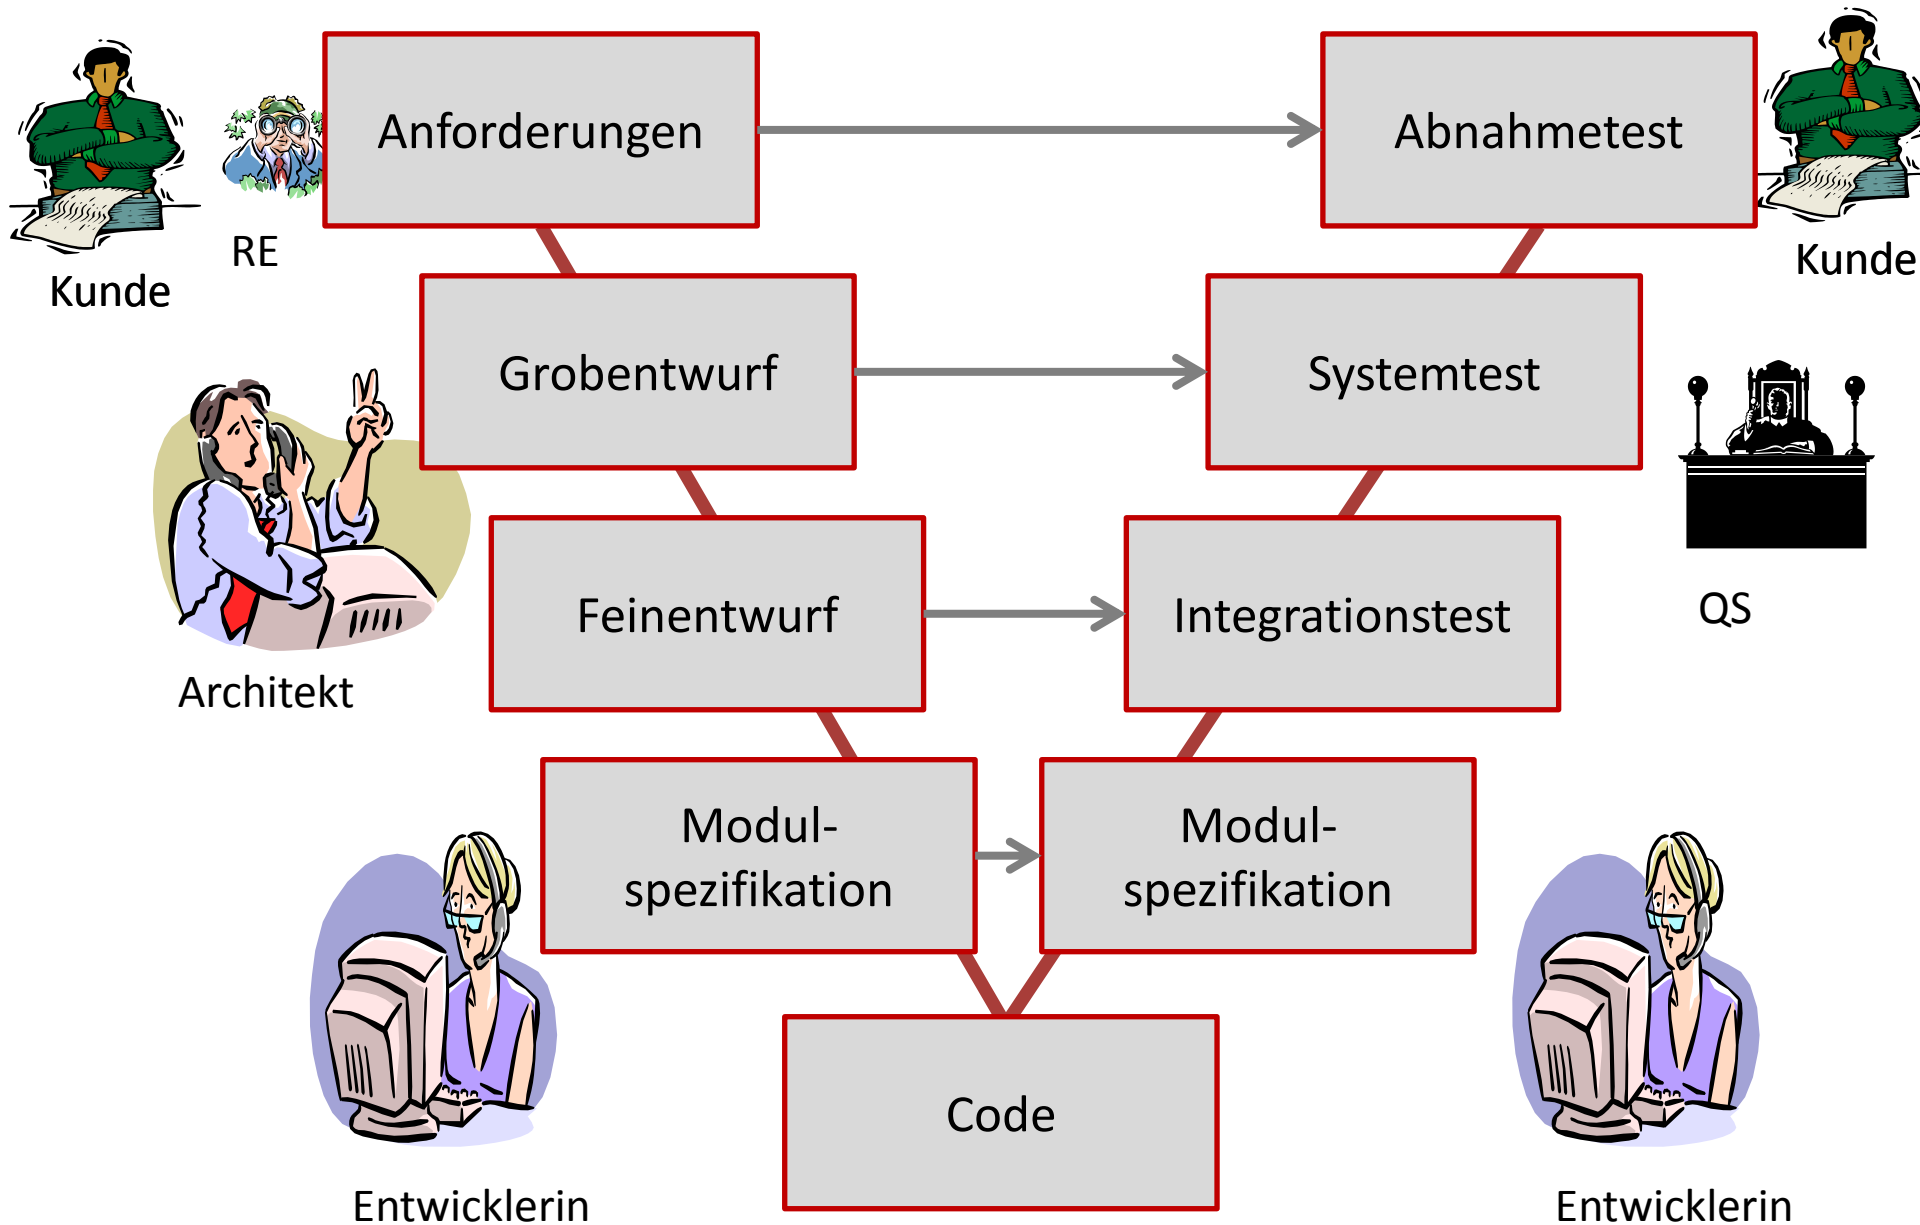 Anforderungen
Abnahmetest
RE
Kunde
Kunde
Grobentwurf
Systemtest
Feinentwurf
Integrationstest
QS
Architekt
Modul-
spezifikation
Modul-
spezifikation
Code
Entwicklerin
Entwicklerin